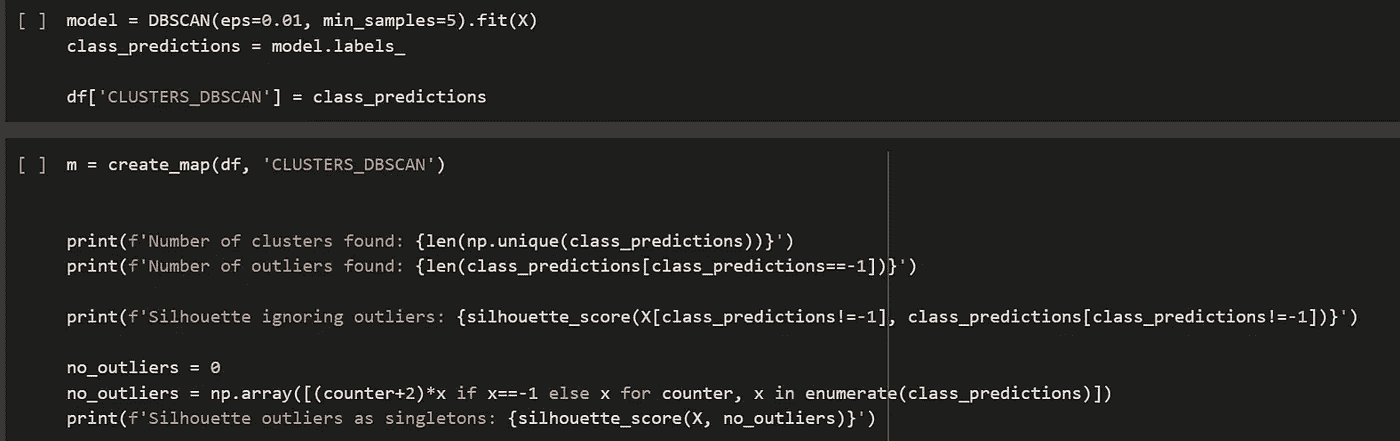 [ ] model = DBSCAN(eps=0.01, min_samples=5).fit(X)
class_predictions = model.labels_
df['CLUSTERS_DBSCAN'] = class_predictions
[ ] m = create_map(df, 'CLUSTERS_DBSCAN')
print(f'Number of clusters found: {len(np.unique(class_predictions))}')
print(f'Number of outliers found: {len(class_predictions[class_predictions==-1])}')
print(f'Silhouette ignoring outliers: {silhouette_score(X[class_predictions!=-1], class_predictions[class_predictions!=-1])}')
no_outliers = 0
no_outliers = np.array([(counter+2)*x if x==-1 else x for counter, x in enumerate(class_predictions)])
print(f'Silhouette outliers as singletons: {silhouette_score(X, no_outliers)}')